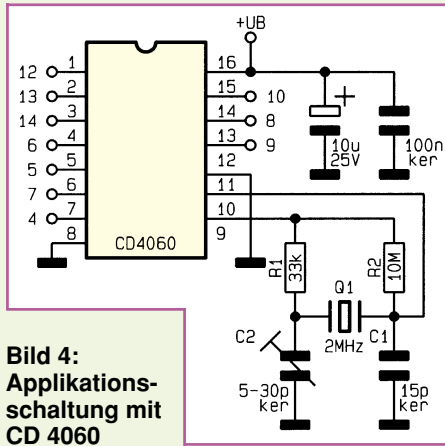 +UB
12 1 16
13 2 15 10
14 3 14 8
6 4 13 9
5 5 12
7 6 11
4 7 10
8 CD4060 9
+
10u
25V
100n
ker
R1
33k
R2
10M
Q1
2MHz
C2
C1
5-30p
ker
15p
ker
Bild 4:
Applikations-
schaltung mit
CD 4060